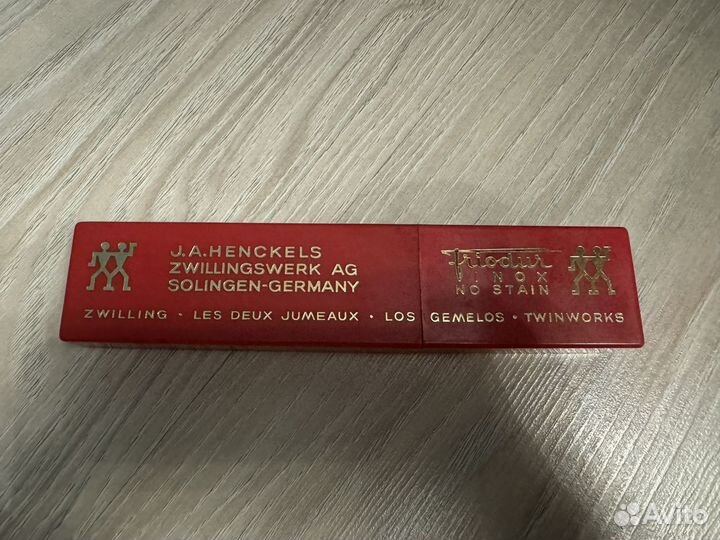 J.A.HENCKELS
ZWILLINGSWERK AG
SOLINGEN-GERMANY
friodur
INOX
NO STAIN
ZWILLING · LES DEUX JUMEAUX · LOS GEMELOS · TWINWORKS
Avito